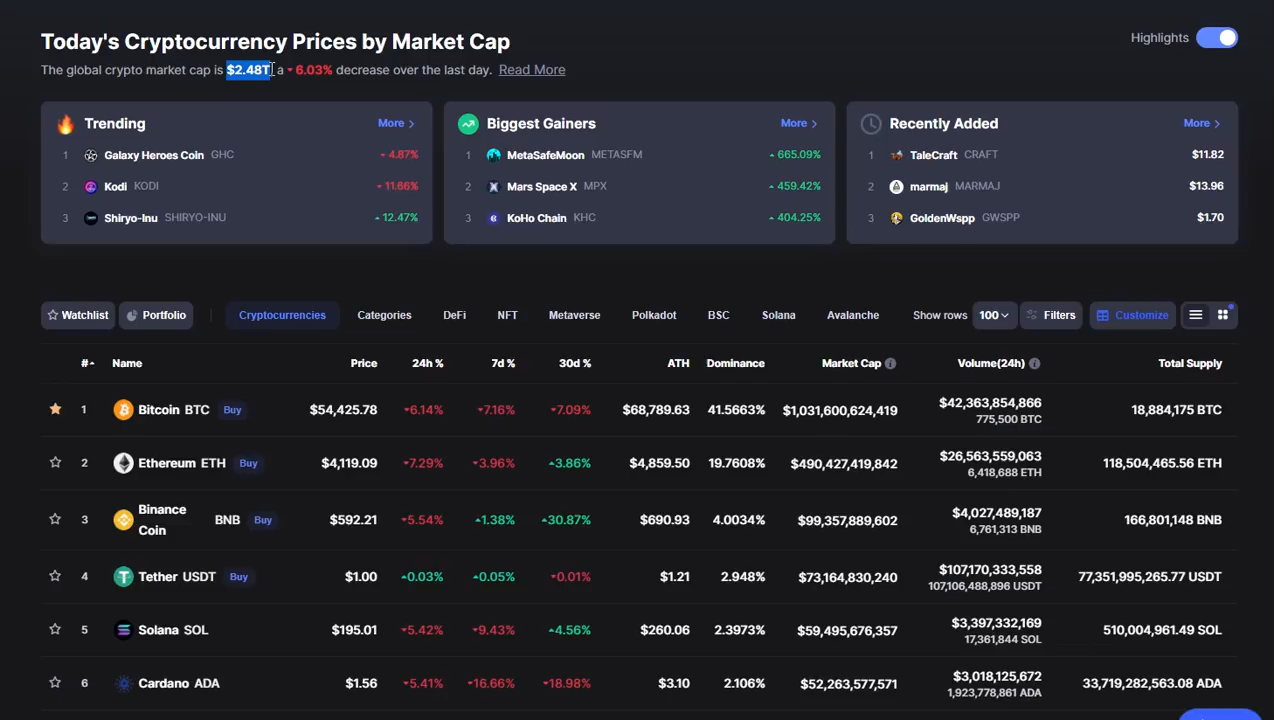 Today's Cryptocurrency Prices by Market Cap
Highlights
The global crypto market cap is $2.48T a 6.03% decrease over the last day. Read More
Trending
More
1 Galaxy Heroes Coin GHC 4.87%
2 Kodi KODI 11.66%
3 Shiryo-Inu SHIRYO-INU 12.47%
Biggest Gainers
More
1 MetaSafeMoon METASFM 665.09%
2 Mars Space X MPX 459.42%
3 KoHo Chain KHC 404.25%
Recently Added
More
1 TaleCraft CRAFT $11.82
2 marmaj MARMAJ $13.96
3 GoldenWspp GWSPP $1.70
Watchlist Portfolio Cryptocurrencies Categories DeFi NFT Metaverse Polkadot BSC Solana Avalanche Show rows 100 Filters Customize
# Name Price 24h % 7d % 30d % ATH Dominance Market Cap Volume(24h) Total Supply
1 Bitcoin BTC Buy $54,425.78 6.14% 7.16% 7.09% $68,789.63 41.5663% $1,031,600,624,419 $42,363,854,866 18,884,175 BTC
775,500 BTC
2 Ethereum ETH Buy $4,119.09 7.29% 3.96% 3.86% $4,859.50 19.7608% $490,427,419,842 $26,563,559,063 118,504,465.56 ETH
6,418,688 ETH
3 Binance Coin BNB Buy $592.21 5.54% 1.38% 30.87% $690.93 4.0034% $99,357,889,602 $4,027,489,187 166,801,148 BNB
6,761,313 BNB
4 Tether USDT Buy $1.00 0.03% 0.05% 0.01% $1.21 2.948% $73,164,830,240 $107,170,333,558 77,351,995,265.77 USDT
107,106,488,896 USDT
5 Solana SOL $195.01 5.42% 9.43% 4.56% $260.06 2.3973% $59,495,676,357 $3,397,332,169 510,004,961.49 SOL
17,361,844 SOL
6 Cardano ADA $1.56 5.41% 16.66% 18.98% $3.10 2.106% $52,263,577,571 $3,018,125,672 33,719,282,563.08 ADA
1,923,778,861 ADA